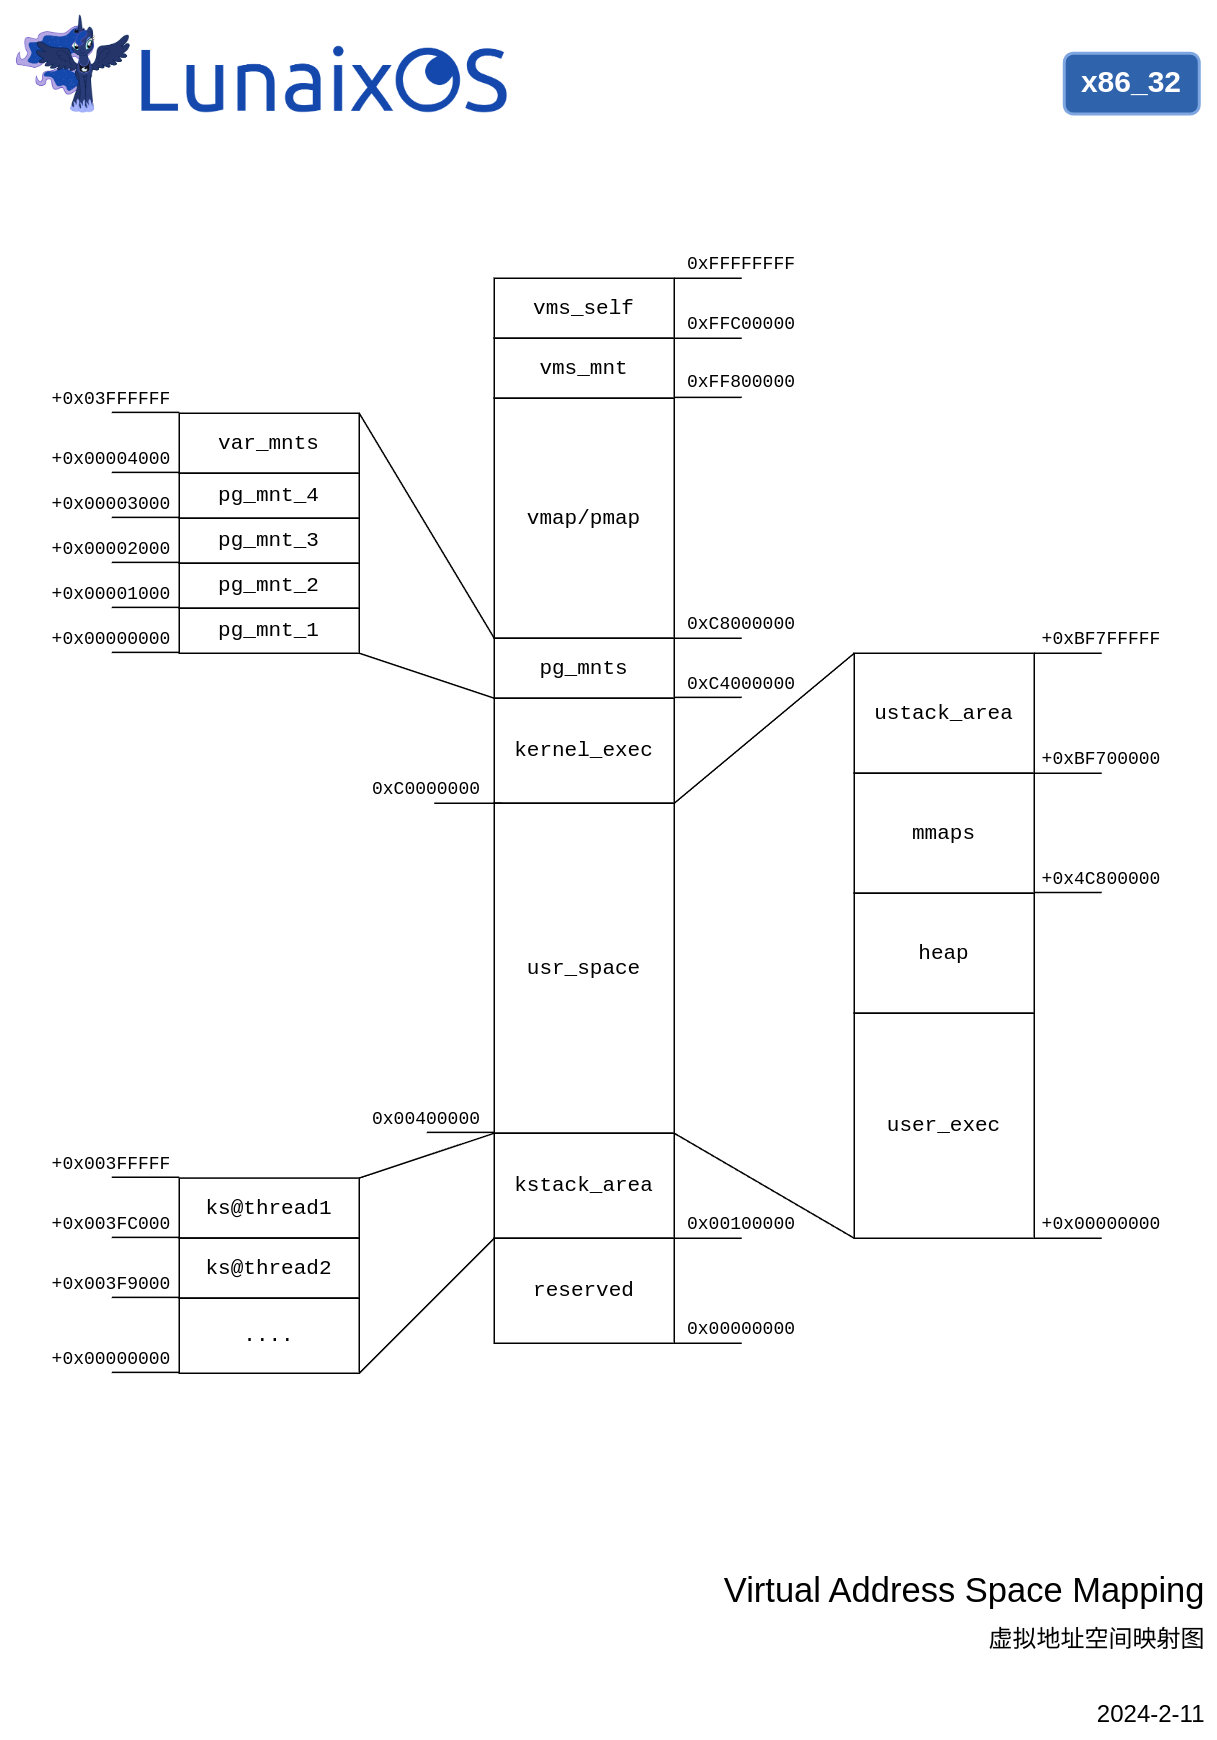 LunaixOS
x86_32
0xFFFFFFFF
vms_self
0xFFC00000
vms_mnt
0xFF800000
vmap/pmap
0xC8000000
pg_mnts
0xC4000000
kernel_exec
0xC0000000
usr_space
0x00400000
kstack_area
0x00100000
reserved
0x00000000
+0x03FFFFFF
var_mnts
+0x00004000
pg_mnt_4
+0x00003000
pg_mnt_3
+0x00002000
pg_mnt_2
+0x00001000
pg_mnt_1
+0x00000000
+0xBF7FFFFF
ustack_area
+0xBF700000
mmaps
+0x4C800000
heap
user_exec
+0x00000000
+0x003FFFFF
ks@thread1
+0x003FC000
ks@thread2
+0x003F9000
....
+0x00000000
Virtual Address Space Mapping
虚拟地址空间映射图
2024-2-11